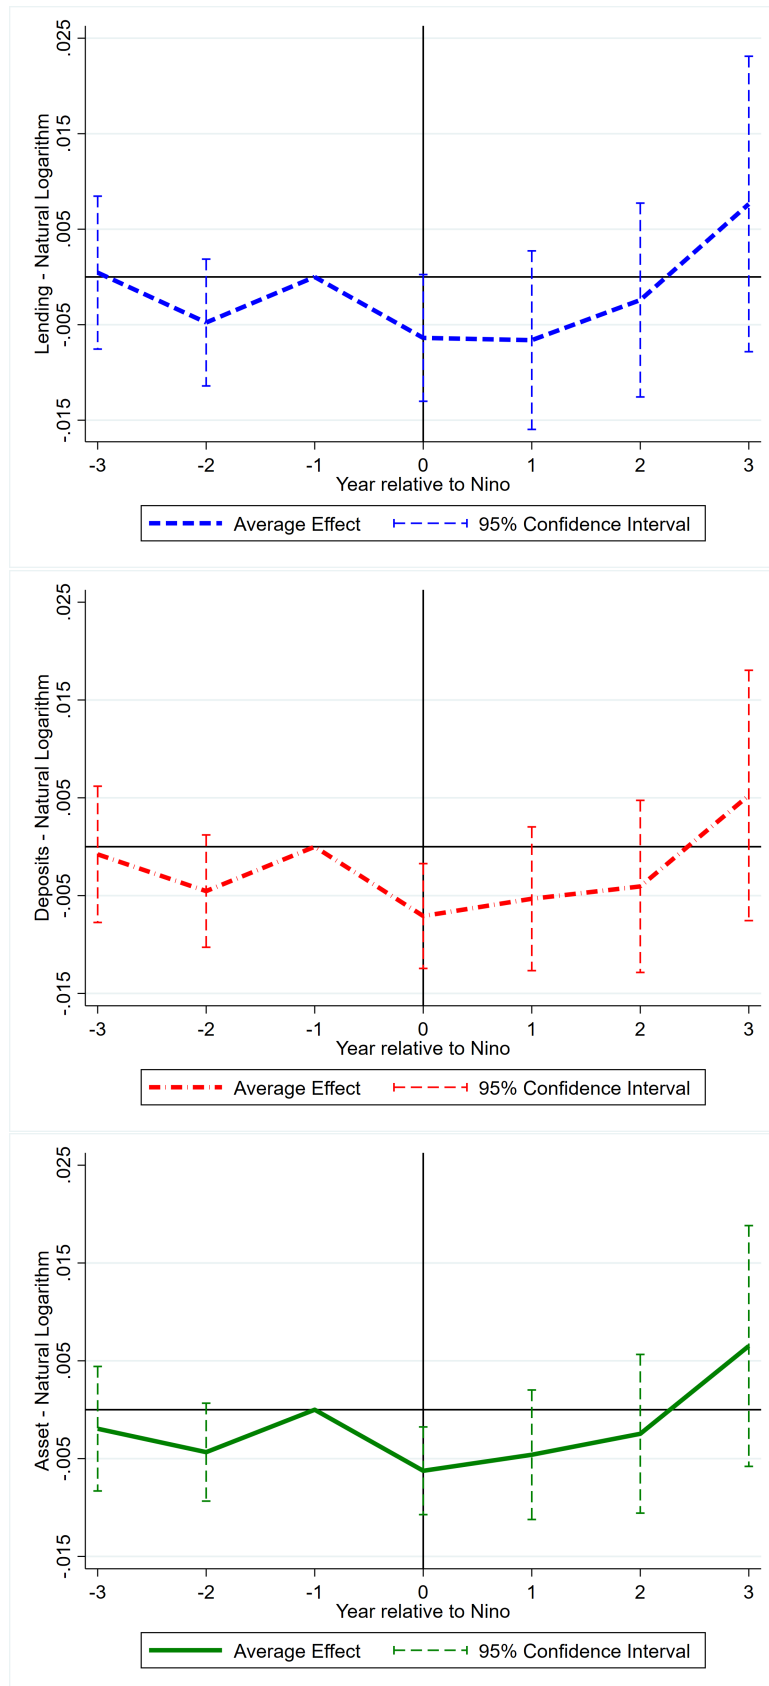 Lending - Natural Logarithm
.025
.015
.005
-.005
-.015
-3 -2 -1 0 1 2 3
Year relative to Nino
Average Effect 95% Confidence Interval
Deposits - Natural Logarithm
.025
.015
.005
-.005
-.015
-3 -2 -1 0 1 2 3
Year relative to Nino
Average Effect 95% Confidence Interval
Asset - Natural Logarithm
.025
.015
.005
-.005
-.015
-3 -2 -1 0 1 2 3
Year relative to Nino
Average Effect 95% Confidence Interval